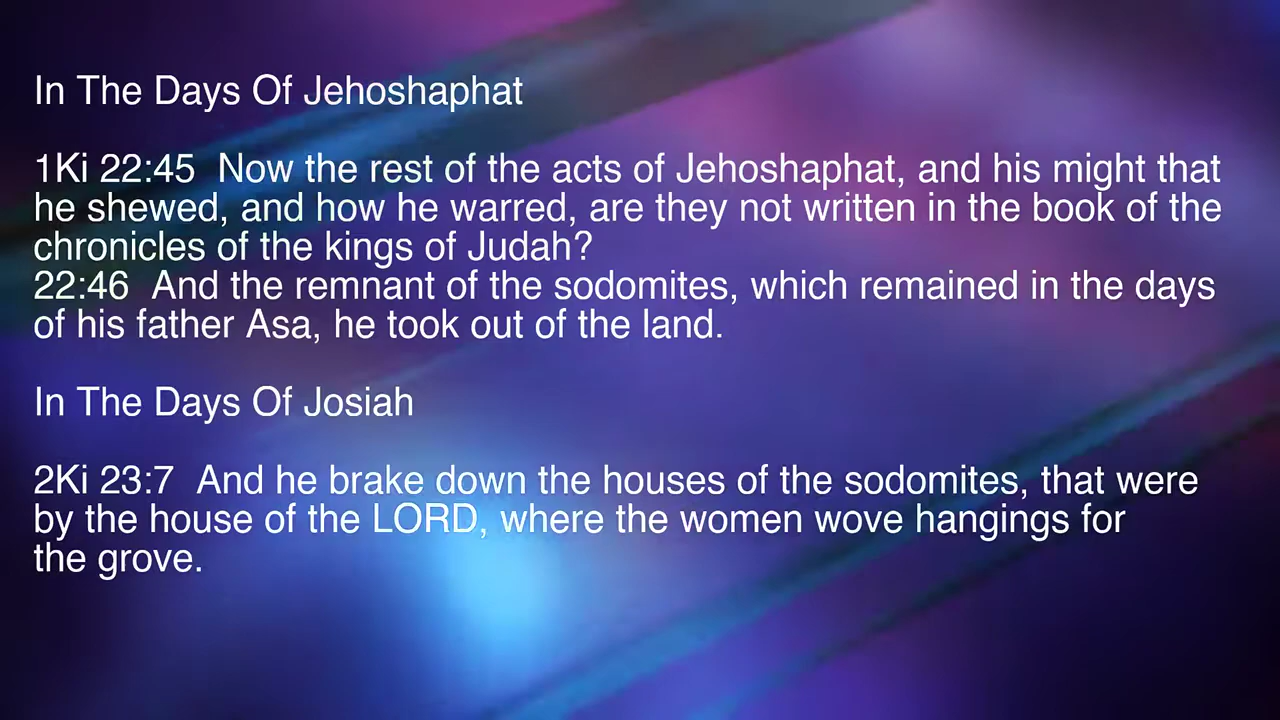 In The Days Of Jehoshaphat
1Ki 22:45  Now the rest of the acts of Jehoshaphat, and his might that
he shewed, and how he warred, are they not written in the book of the
chronicles of the kings of Judah?
22:46  And the remnant of the sodomites, which remained in the days
of his father Asa, he took out of the land.
In The Days Of Josiah
2Ki 23:7  And he brake down the houses of the sodomites, that were
by the house of the LORD, where the women wove hangings for
the grove.